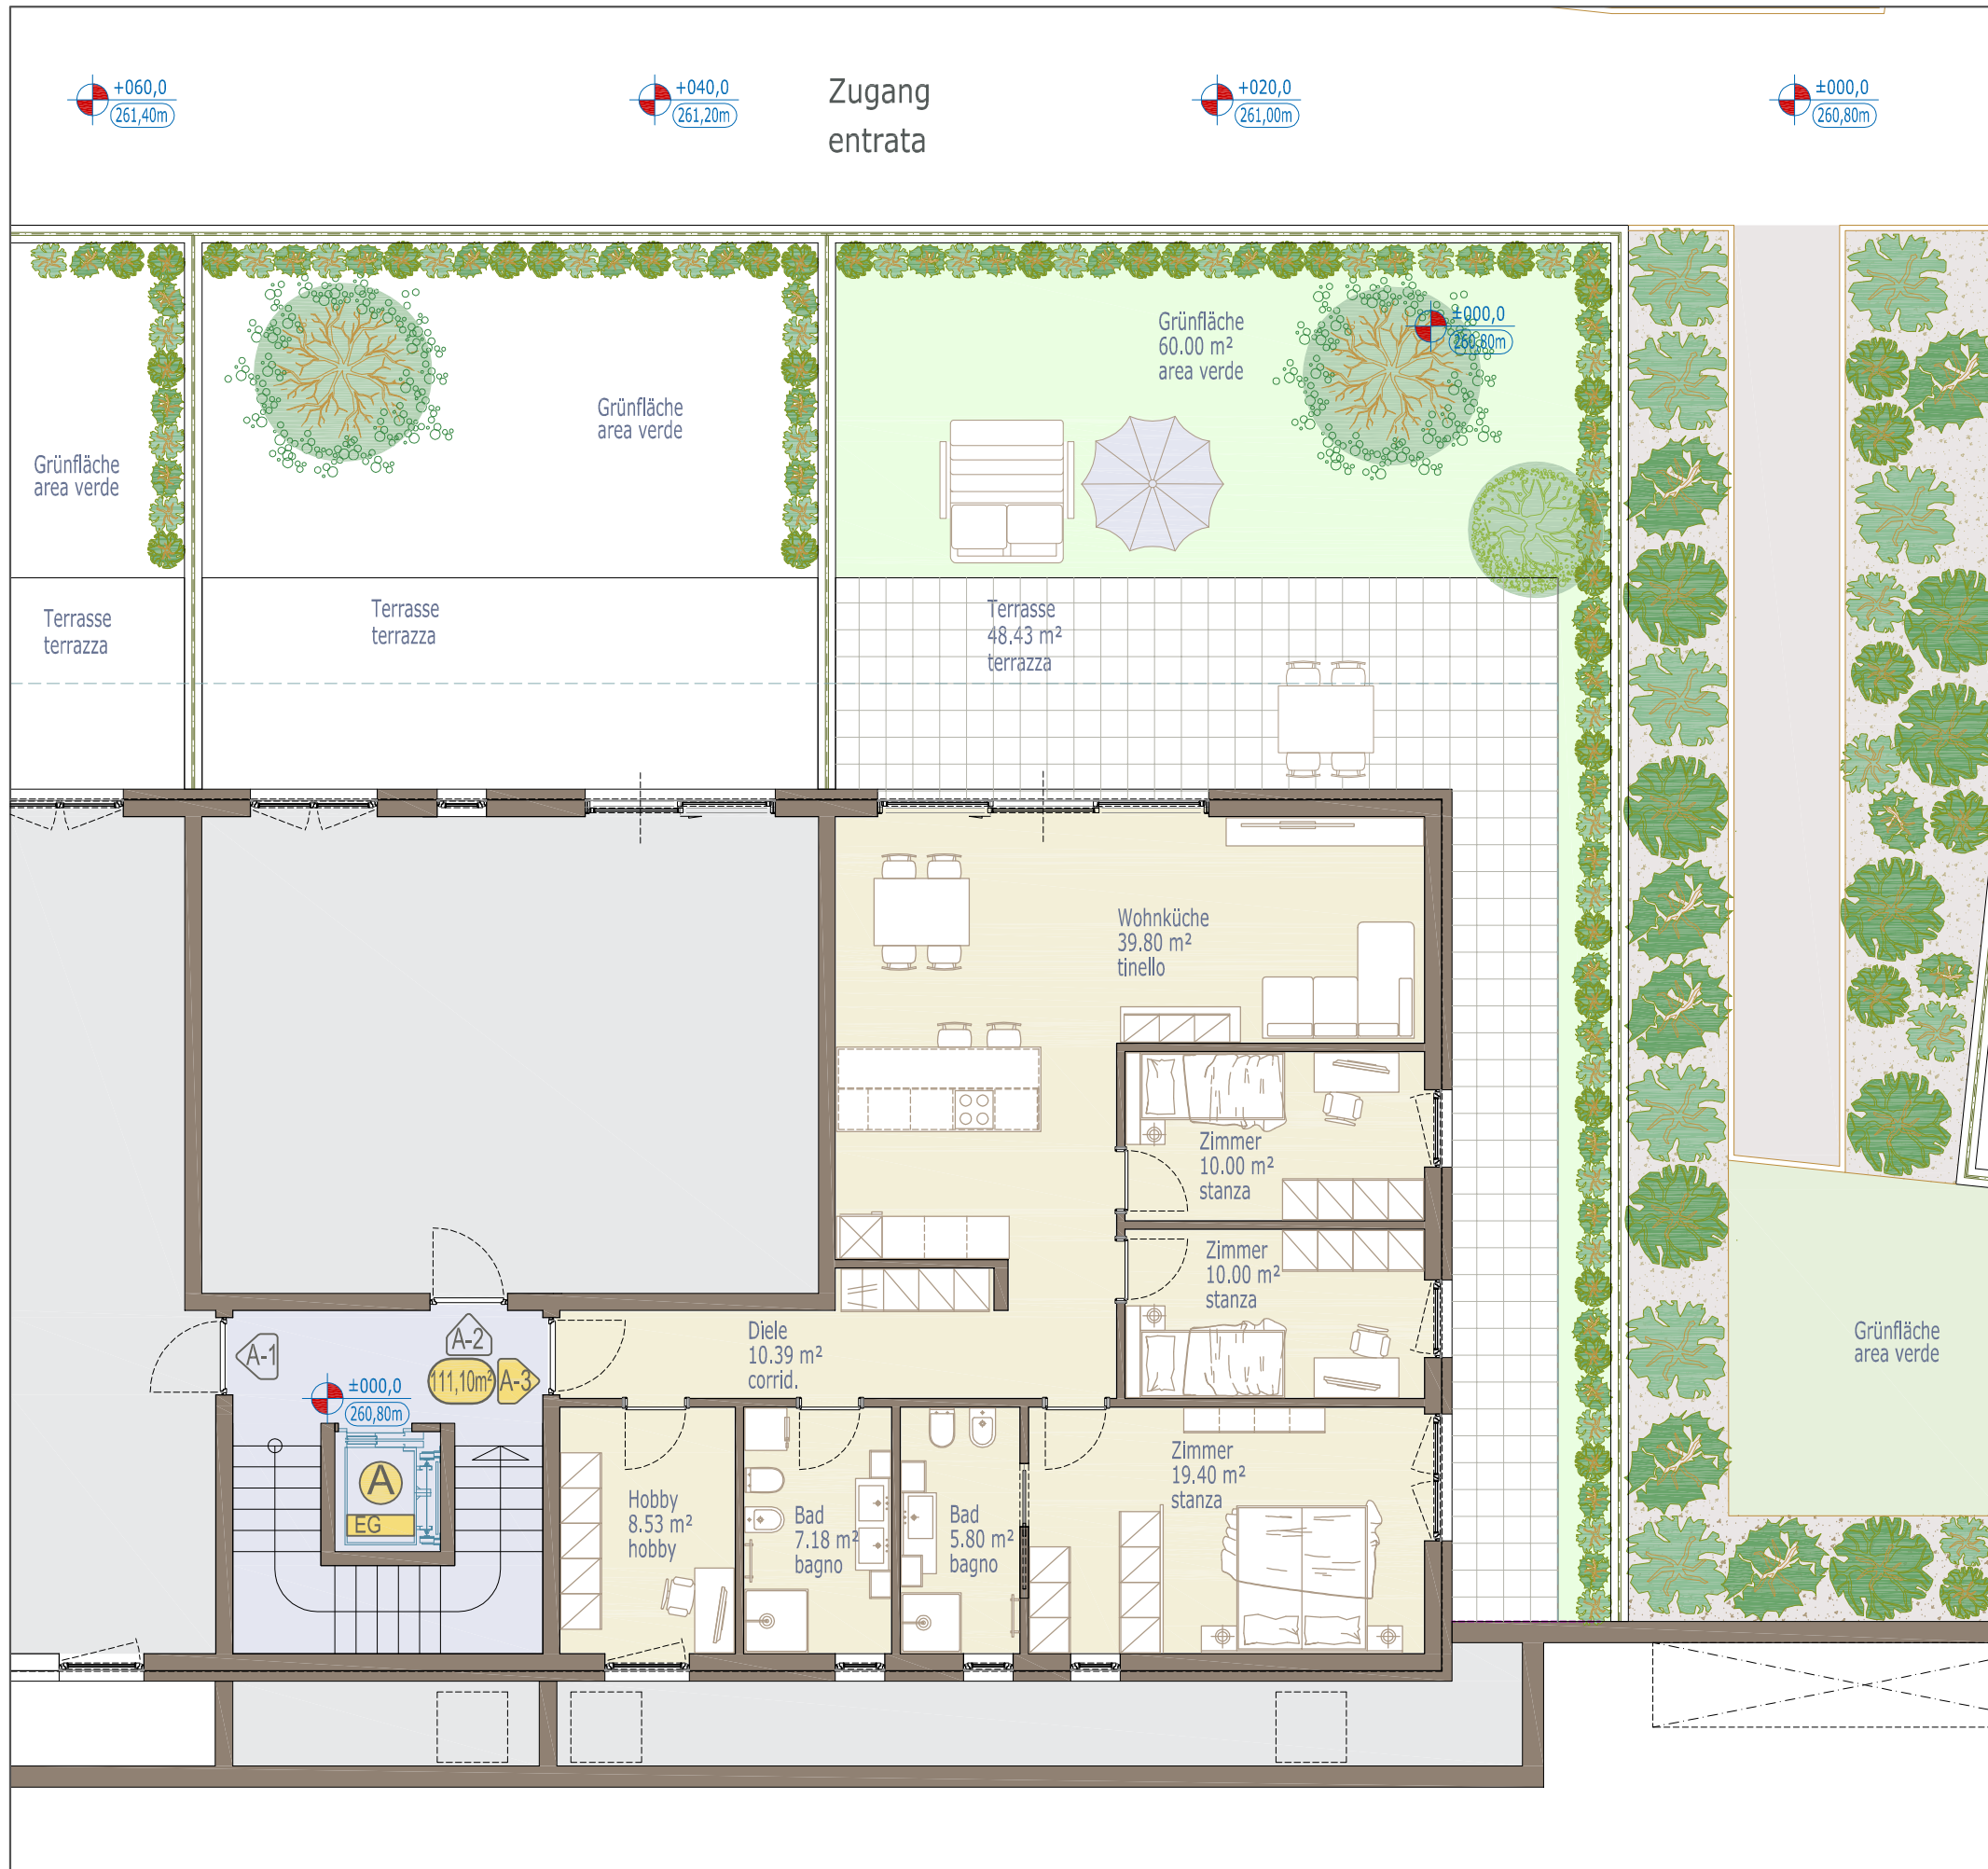 +060,0
261,40m
+040,0
261,20m
Zugang
entrata
+020,0
261,00m
±000,0
260,80m
Grünfläche
area verde
Grünfläche
area verde
Grünfläche
60.00 m²
area verde
±000,0
260,80m
Terrasse
terrazza
Terrasse
terrazza
Terrasse
48.43 m²
terrazza
Wohnküche
39.80 m²
tinello
Zimmer
10.00 m²
stanza
Zimmer
10.00 m²
stanza
Diele
10.39 m²
corrid.
A-1
A-2
111,10m²
A-3
±000,0
260,80m
A
EG
Hobby
8.53 m²
hobby
Bad
7.18 m²
bagno
Bad
5.80 m²
bagno
Zimmer
19.40 m²
stanza
Grünfläche
area verde